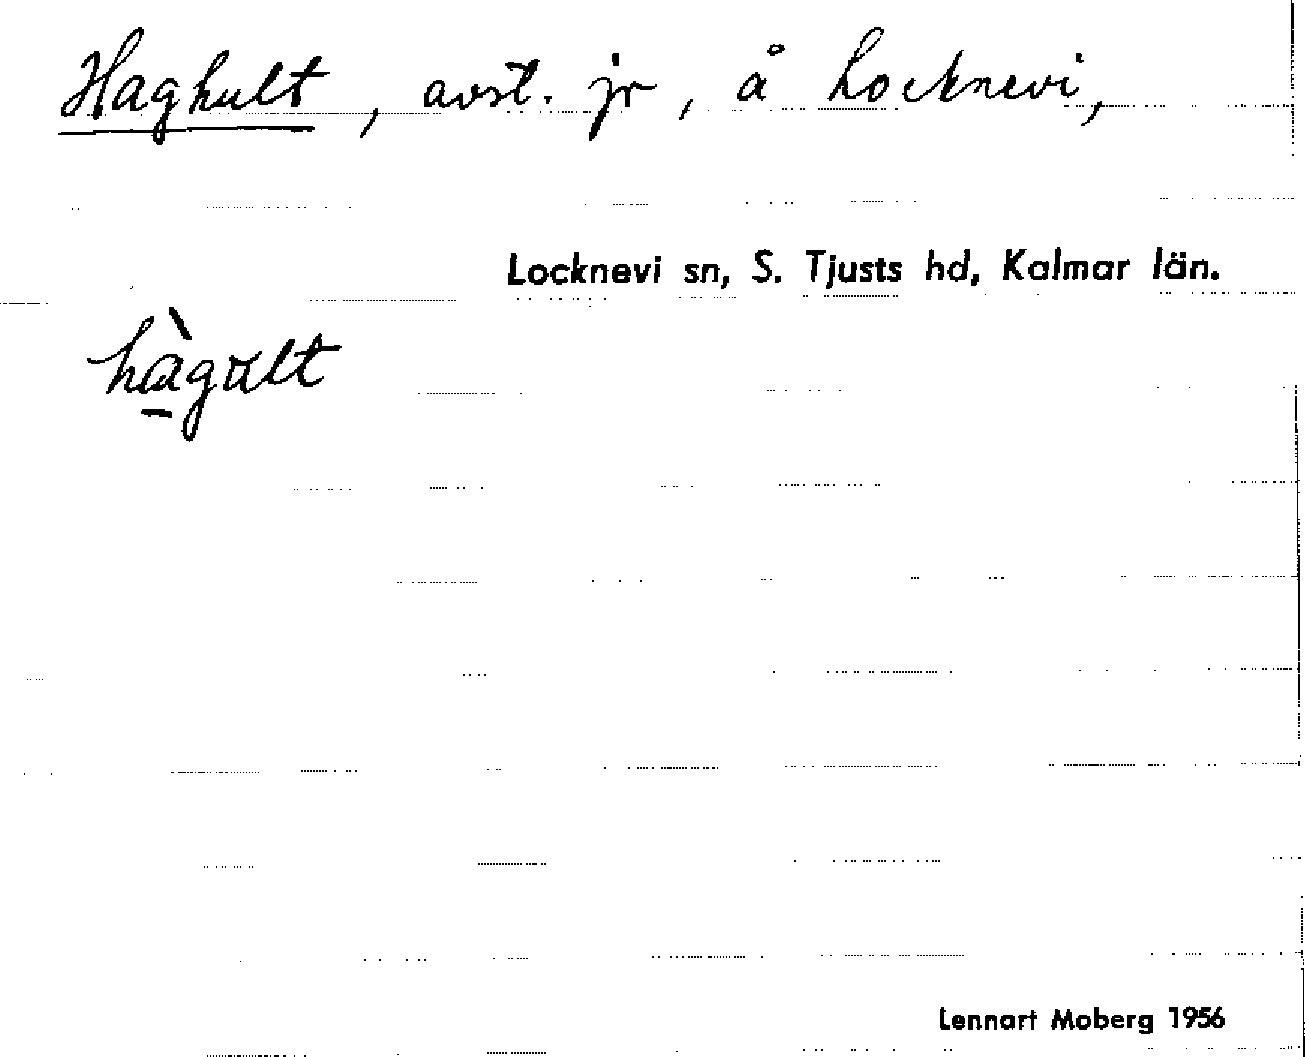 Haghult, avst. jr, å Locknevi,
Locknevi sn, S. Tjusts hd, Kalmar län.
hàgult
Lennart Moberg 1956